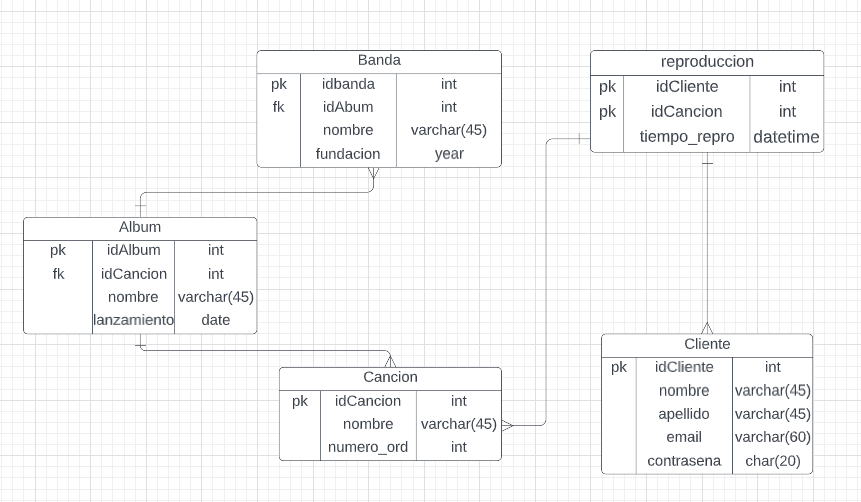 Banda
pk idbanda int
fk idAbum int
nombre varchar(45)
fundacion year
reproduccion
pk idCliente int
pk idCancion int
tiempo_repro datetime
Album
pk idAlbum int
fk idCancion int
nombre varchar(45)
lanzamiento date
Cancion
pk idCancion int
nombre varchar(45)
numero_ord int
Cliente
pk idCliente int
nombre varchar(45)
apellido varchar(45)
email varchar(60)
contrasena char(20)